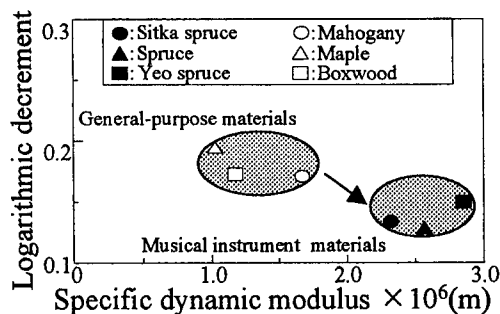 0.3
●:Sitka spruce ○:Mahogany
▲:Spruce △:Maple
■:Yeo spruce □:Boxwood
General-purpose materials
0.2
Musical instrument materials
0.1
0 1.0 2.0 3.0
Specific dynamic modulus ×10⁶(m)
Logarithmic decrement